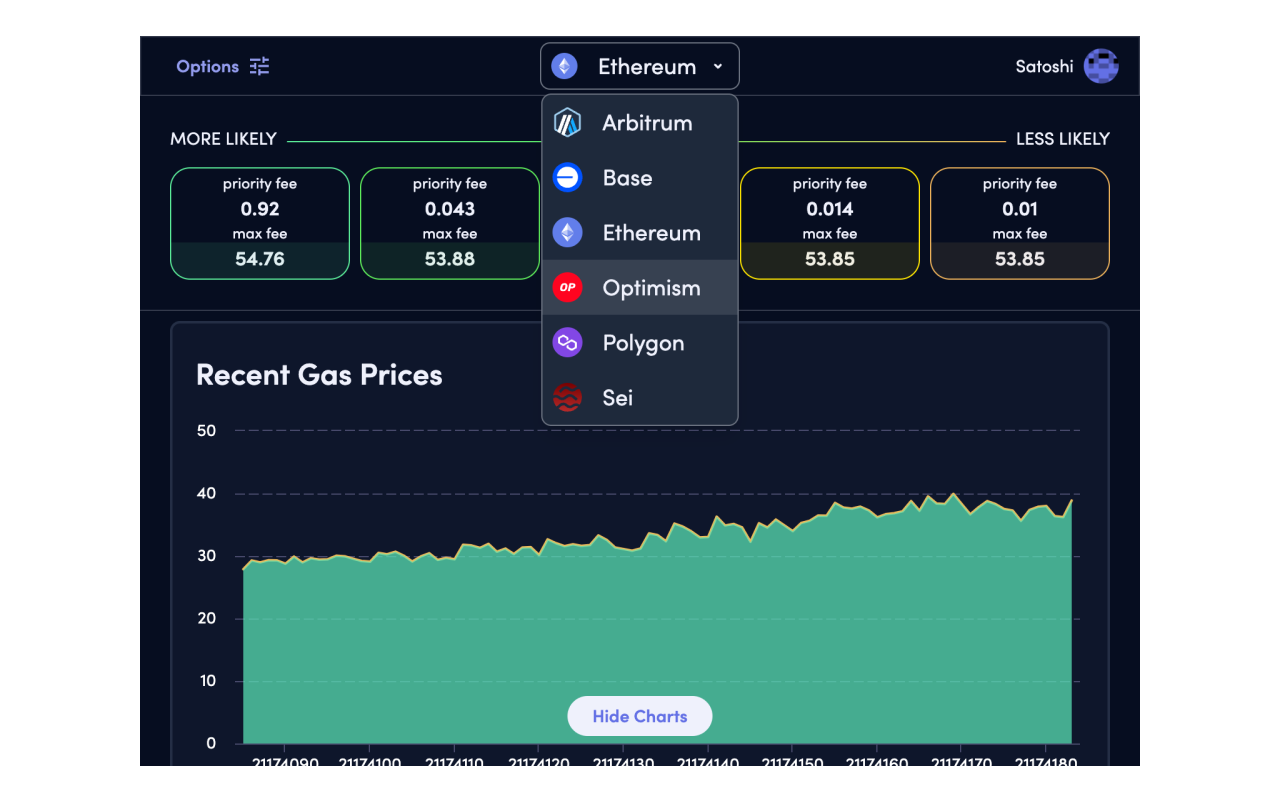 Options
Ethereum
Satoshi
Arbitrum
Base
Ethereum
OP
Optimism
Polygon
Sei
MORE LIKELY
LESS LIKELY
priority fee
0.92
max fee
54.76
priority fee
0.043
max fee
53.88
priority fee
0.014
max fee
53.85
priority fee
0.01
max fee
53.85
Recent Gas Prices
50
40
30
20
10
0
Hide Charts
21174090 21174100 21174110 21174120 21174130 21174140 21174150 21174160 21174170 21174180